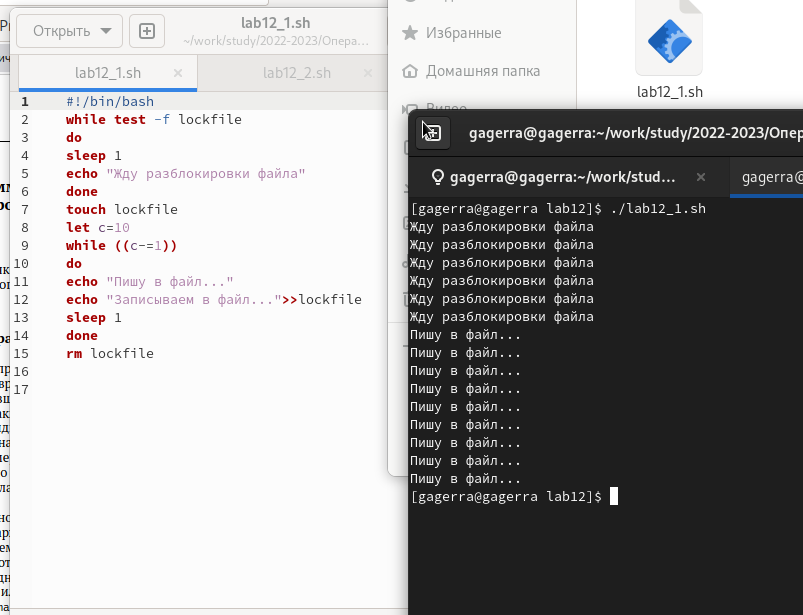 Открыть
lab12_1.sh
~/work/study/2022-2023/Опера...
lab12_1.sh ×
lab12_2.sh ×
1 #!/bin/bash
2 while test -f lockfile
3 do
4 sleep 1
5 echo "Жду разблокировки файла"
6 done
7 touch lockfile
8 let c=10
9 while ((c-=1))
10 do
11 echo "Пишу в файл..."
12 echo "Записываем в файл...">>lockfile
13 sleep 1
14 done
15 rm lockfile
16
17
Избранные
Домашняя папка
Видео
lab12_1.sh
gagerra@gagerra:~/work/study/2022-2023/Опер
gagerra@gagerra:~/work/stud... ×
gagerra@
[gagerra@gagerra lab12]$ ./lab12_1.sh
Жду разблокировки файла
Жду разблокировки файла
Жду разблокировки файла
Жду разблокировки файла
Жду разблокировки файла
Жду разблокировки файла
Пишу в файл...
Пишу в файл...
Пишу в файл...
Пишу в файл...
Пишу в файл...
Пишу в файл...
Пишу в файл...
Пишу в файл...
Пишу в файл...
[gagerra@gagerra lab12]$